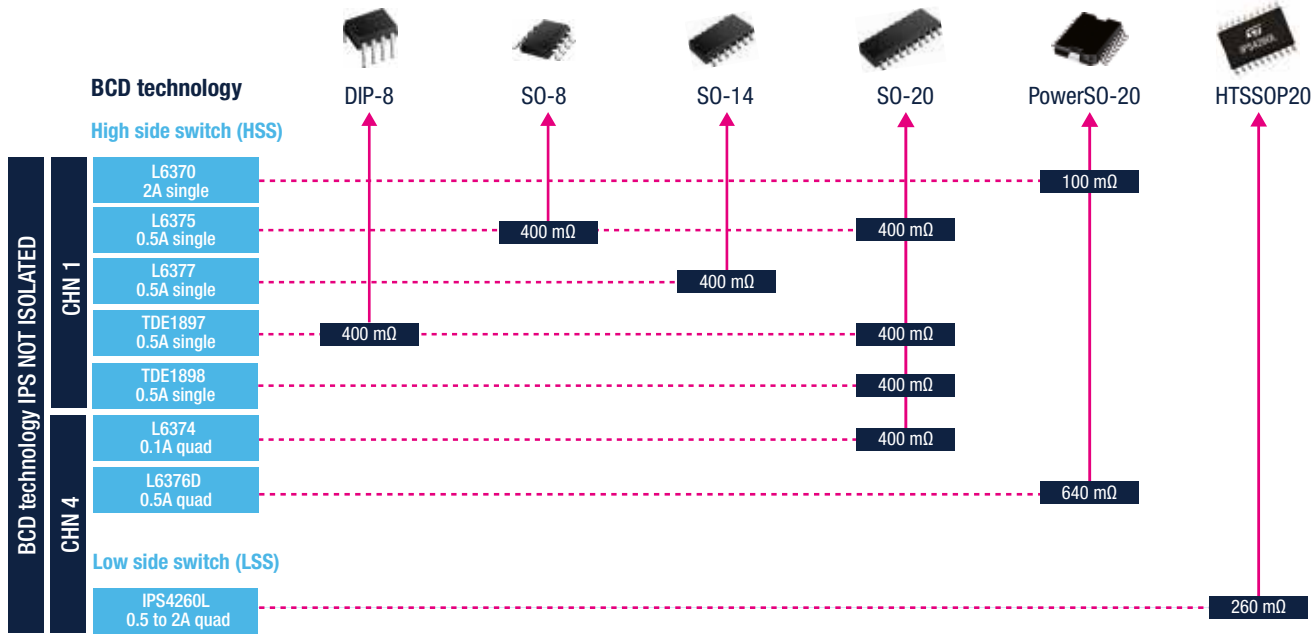 IPS4260L
BCD technology
DIP-8
SO-8
SO-14
SO-20
PowerSO-20
HTSSOP20
High side switch (HSS)
BCD technology IPS NOT ISOLATED
CHN 1
L6370
2A single
100 mΩ
L6375
0.5A single
400 mΩ
400 mΩ
L6377
0.5A single
400 mΩ
TDE1897
0.5A single
400 mΩ
400 mΩ
TDE1898
0.5A single
400 mΩ
CHN 4
L6374
0.1A quad
400 mΩ
L6376D
0.5A quad
640 mΩ
Low side switch (LSS)
IPS4260L
0.5 to 2A quad
260 mΩ